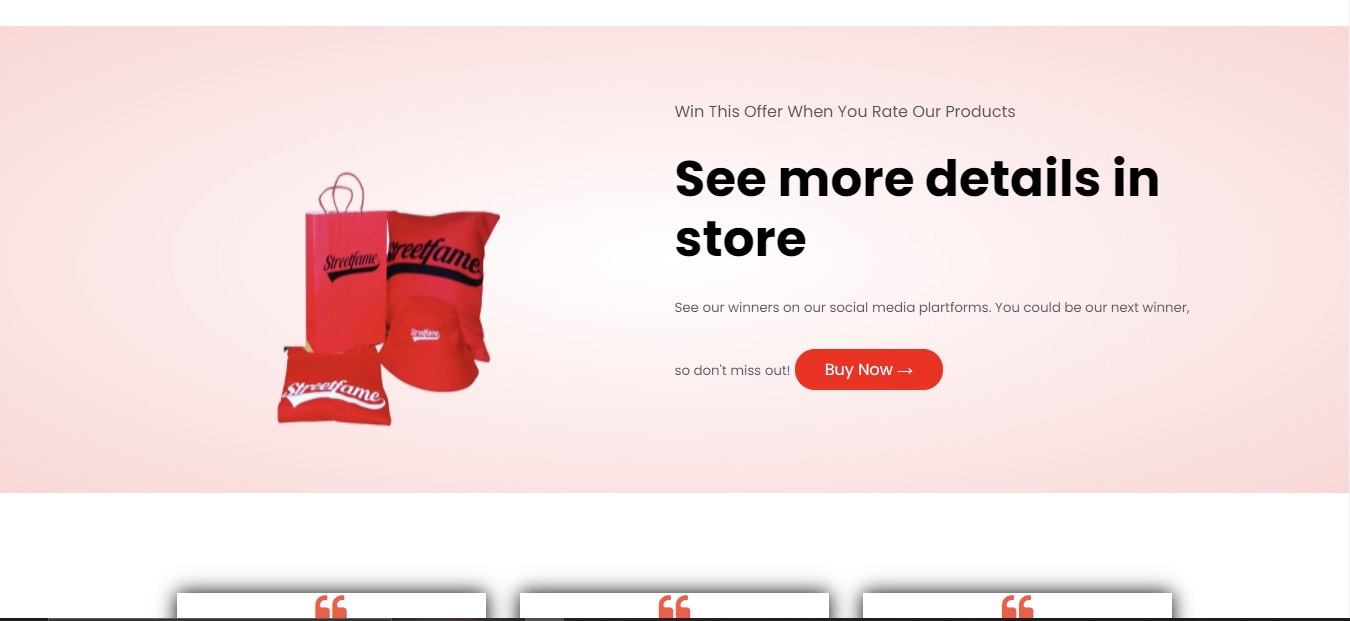 Win This Offer When You Rate Our Products
See more details in
store
See our winners on our social media plartforms. You could be our next winner,
so don't miss out! Buy Now →
Streetfame
Streetfame
Streetfame
Streetfame